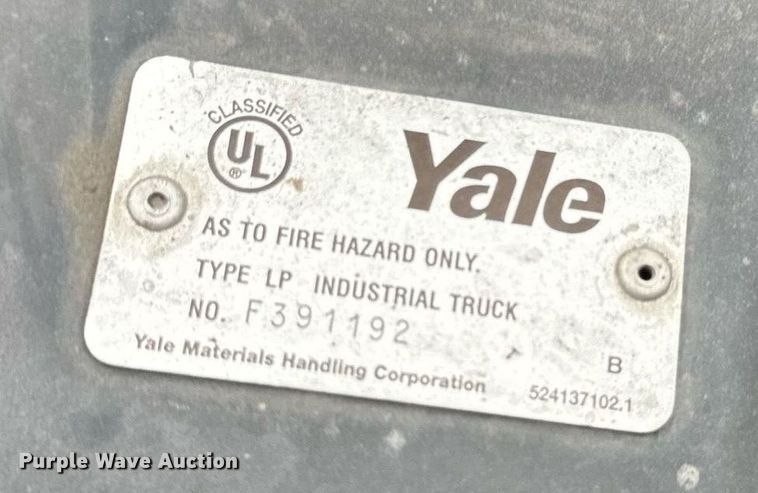 CLASSIFIED
UL
®
Yale
AS TO FIRE HAZARD ONLY.
TYPE LP INDUSTRIAL TRUCK
NO. F391192
B
Yale Materials Handling Corporation
524137102.1
Purple Wave Auction